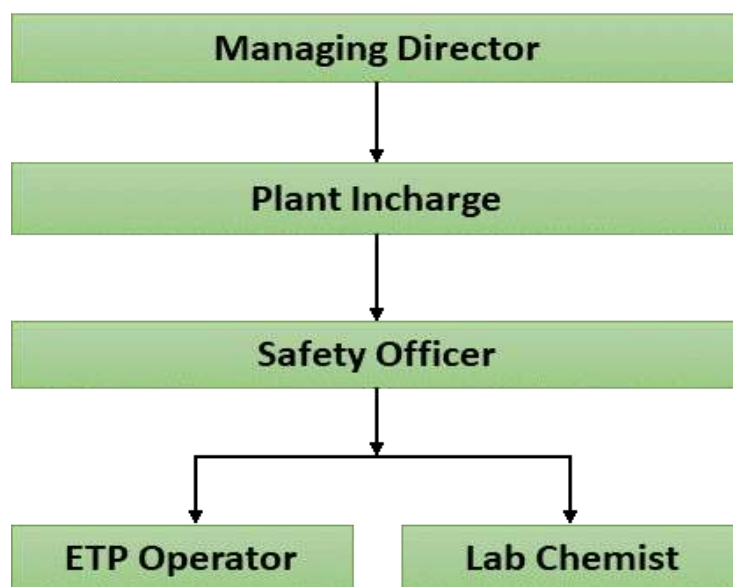 Managing Director
Plant Incharge
Safety Officer
ETP Operator
Lab Chemist